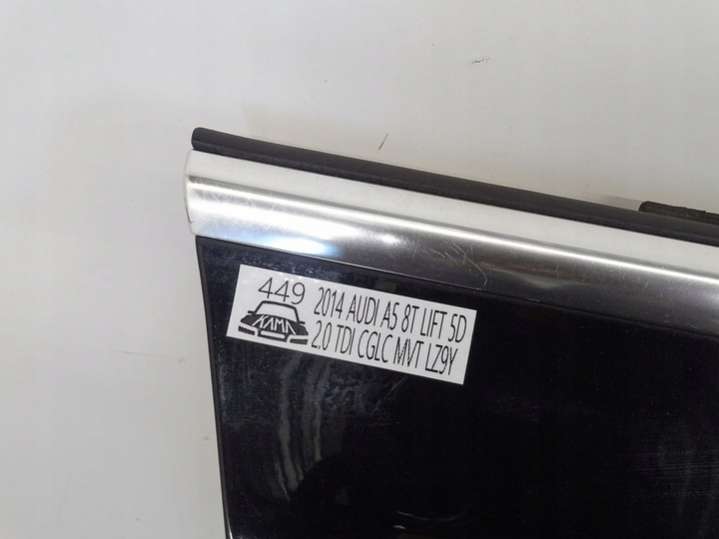 449
KAMA
2014 AUDI A5 8T LIFT 5D
2.0 TDI CGLC MVT LZ9Y